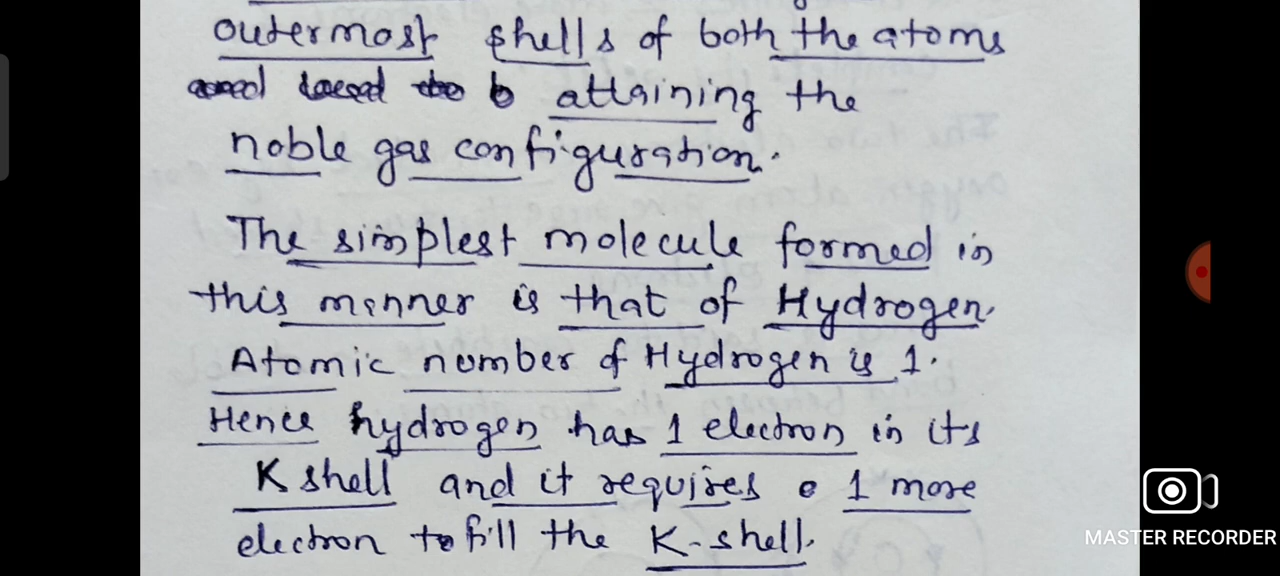 outermost shells of both the atoms
attaining the
noble gas configuration.
The simplest molecule formed in
this manner is that of Hydrogen.
Atomic number of Hydrogen is 1.
Hence hydrogen has 1 electron in its
K shell and it requires 1 more
electron to fill the K-shell.
MASTER RECORDER